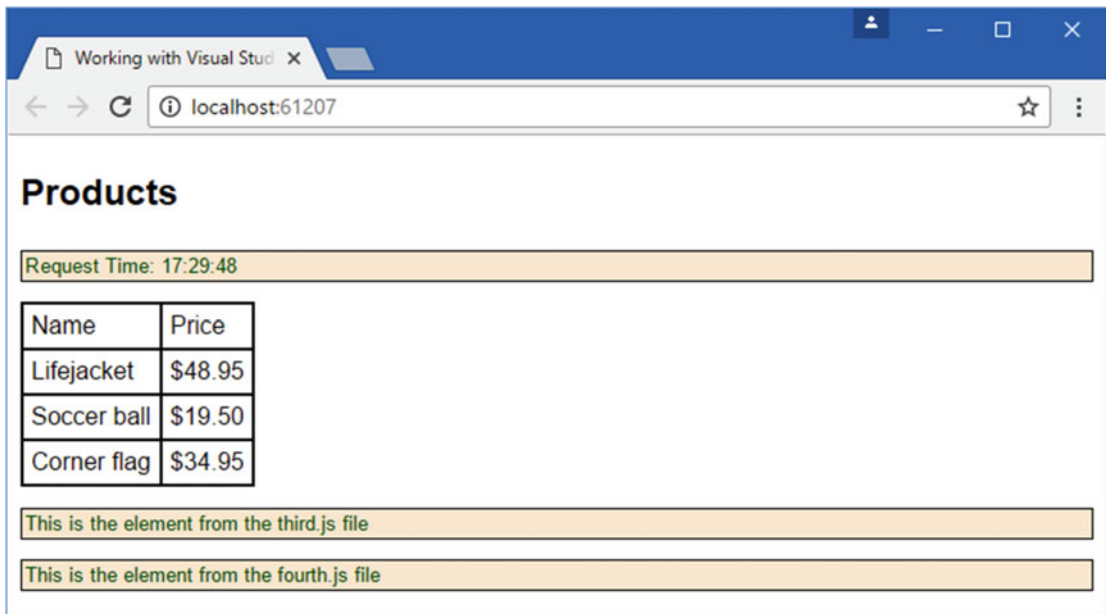 Working with Visual Stud
localhost:61207
Products
Request Time: 17:29:48
Name Price
Lifejacket $48.95
Soccer ball $19.50
Corner flag $34.95
This is the element from the third.js file
This is the element from the fourth.js file